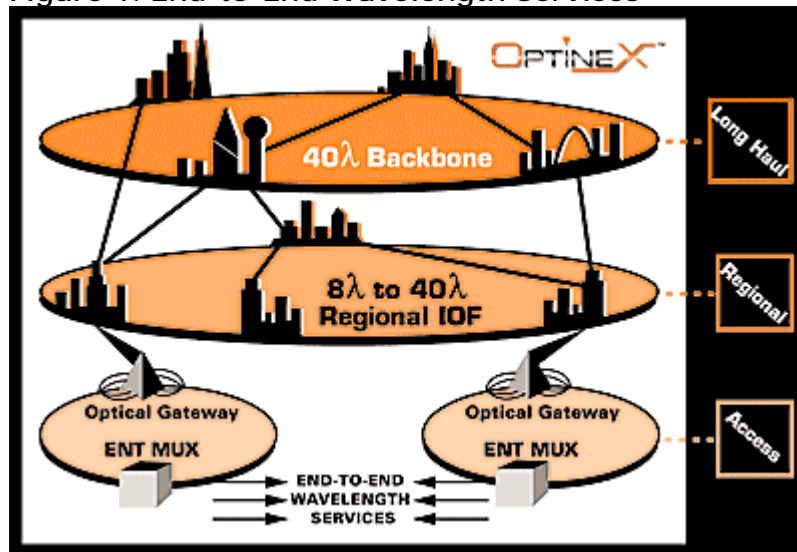 Figure 1: End-to-End Wavelength Services
OPTINEX™
40λ Backbone
Long Haul
8λ to 40λ
Regional IOF
Regional
Optical Gateway
ENT MUX
Optical Gateway
ENT MUX
Access
END-TO-END
WAVELENGTH
SERVICES